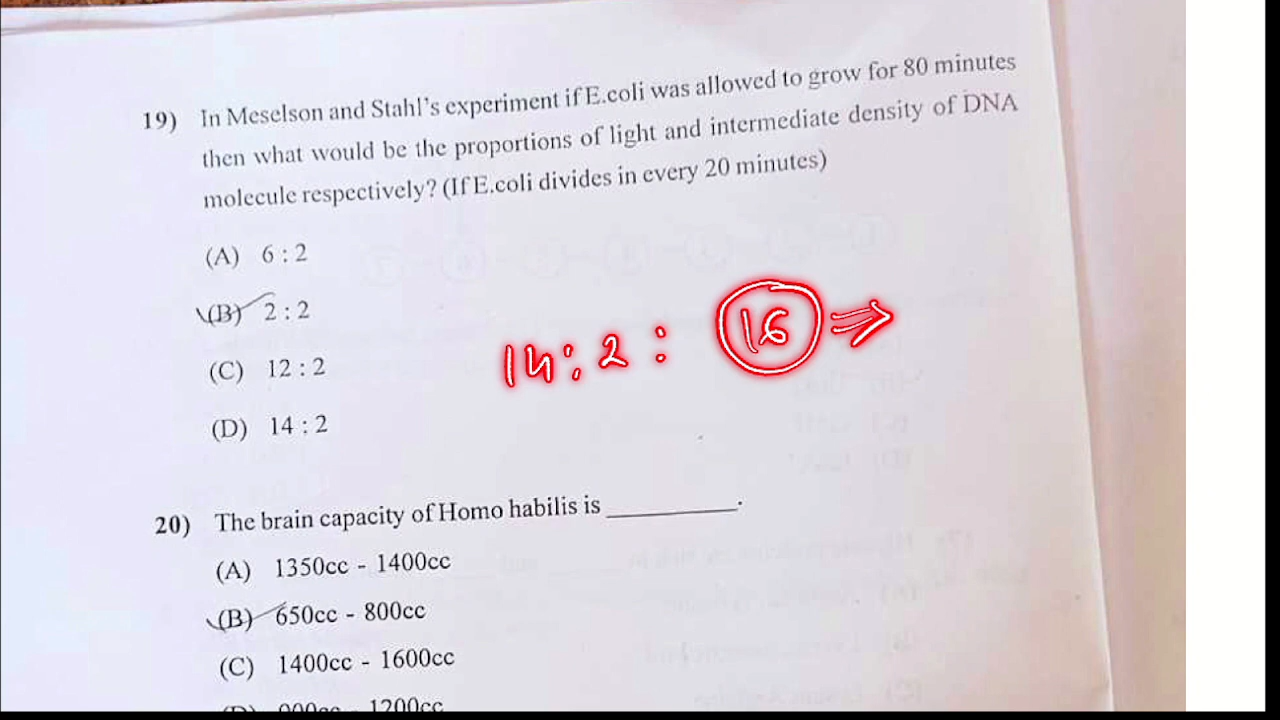 19) In Meselson and Stahl's experiment if E.coli was allowed to grow for 80 minutes
then what would be the proportions of light and intermediate density of DNA
molecule respectively? (If E.coli divides in every 20 minutes)
(A) 6 : 2
(B) 2 : 2
(C) 12 : 2
(D) 14 : 2
14 : 2 : 16 ⇒
20) The brain capacity of Homo habilis is __________.
(A) 1350cc - 1400cc
(B) 650cc - 800cc
(C) 1400cc - 1600cc
(D) 900cc - 1200cc